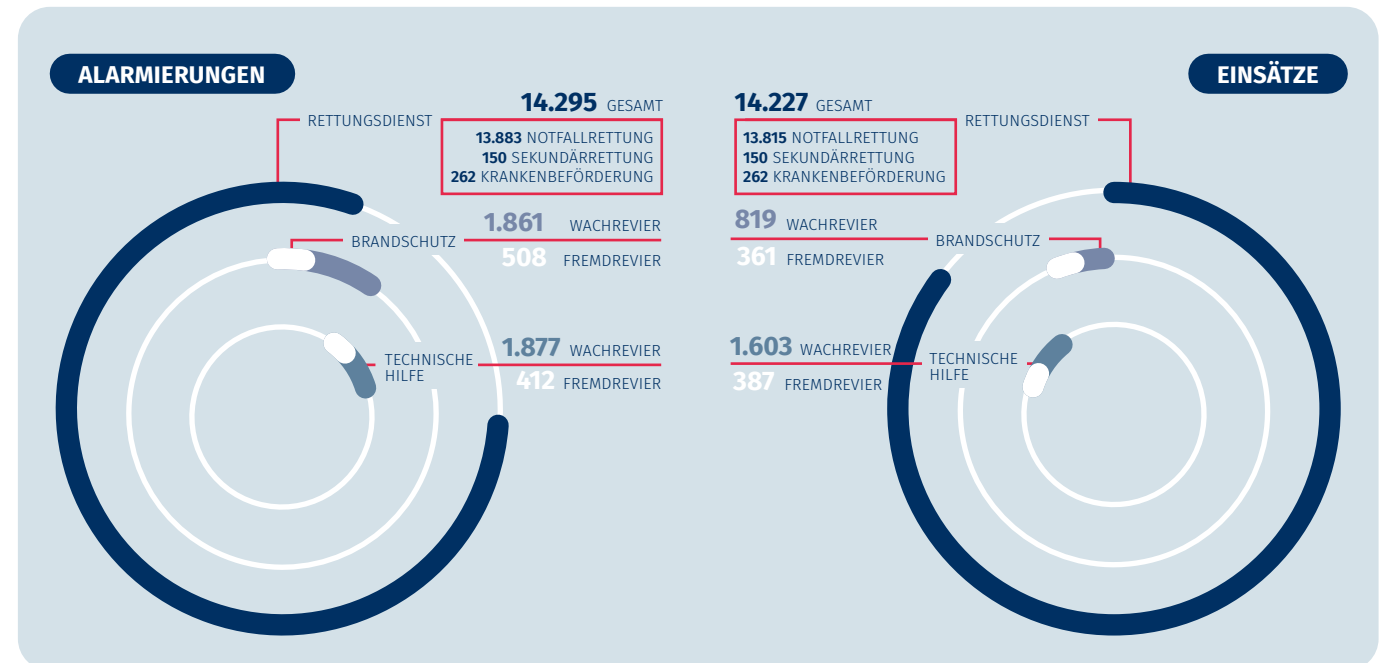 ALARMIERUNGEN
14.295 GESAMT
RETTUNGSDIENST
13.883 NOTFALLRETTUNG
150 SEKUNDÄRRETTUNG
262 KRANKENBEFÖRDERUNG
1.861 WACHREVIER
BRANDSCHUTZ
508 FREMDREVIER
1.877 WACHREVIER
TECHNISCHE
HILFE
412 FREMDREVIER
EINSÄTZE
14.227 GESAMT
RETTUNGSDIENST
13.815 NOTFALLRETTUNG
150 SEKUNDÄRRETTUNG
262 KRANKENBEFÖRDERUNG
819 WACHREVIER
BRANDSCHUTZ
361 FREMDREVIER
1.603 WACHREVIER
TECHNISCHE
HILFE
387 FREMDREVIER